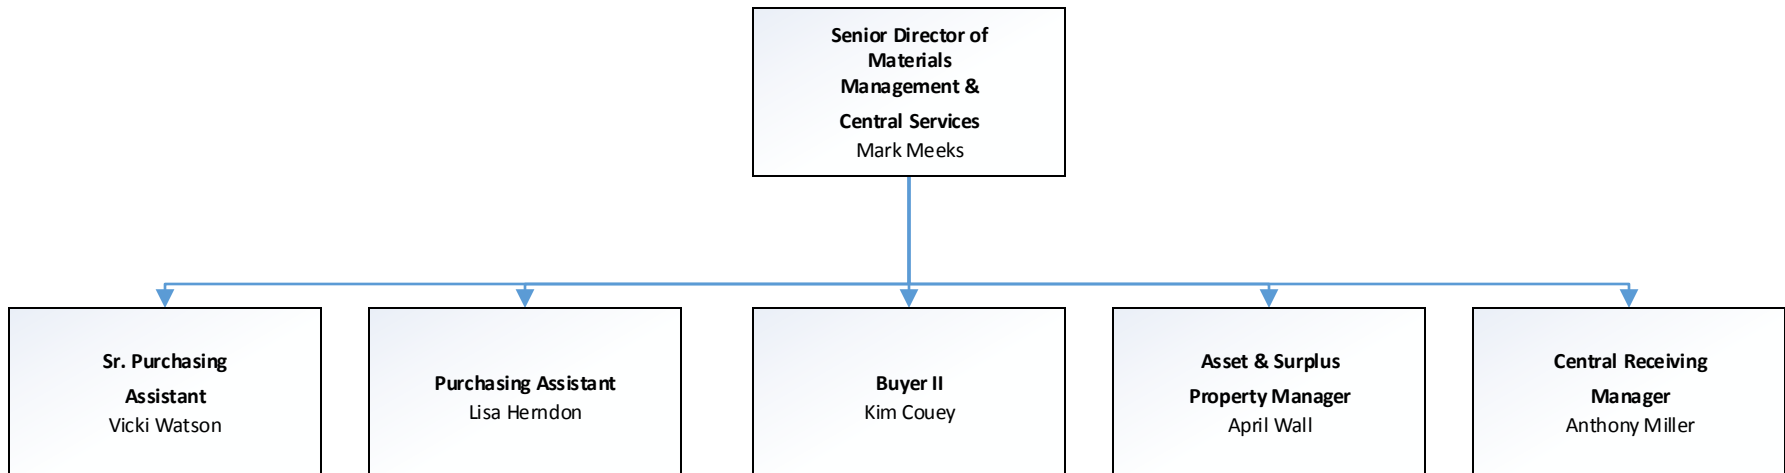 Senior Director of
Materials
Management &
Central Services
Mark Meeks
Sr. Purchasing
Assistant
Vicki Watson
Purchasing Assistant
Lisa Herndon
Buyer II
Kim Couey
Asset & Surplus
Property Manager
April Wall
Central Receiving
Manager
Anthony Miller